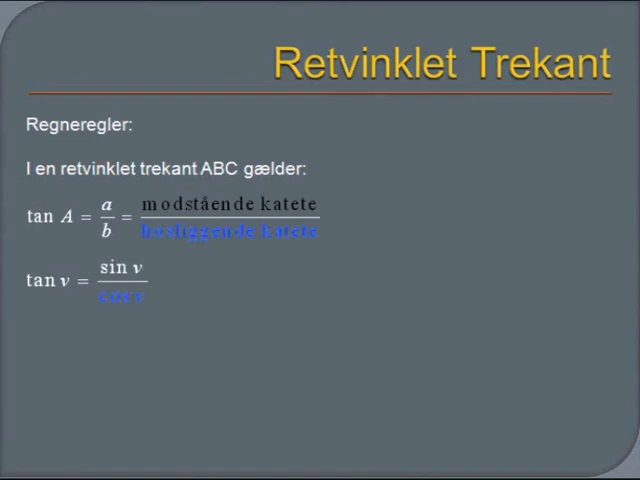 Retvinklet Trekant
Regneregler:
I en retvinklet trekant ABC gælder:
tan A = a/b = modstående katete/hosliggende katete
tan v = sin v/cos v